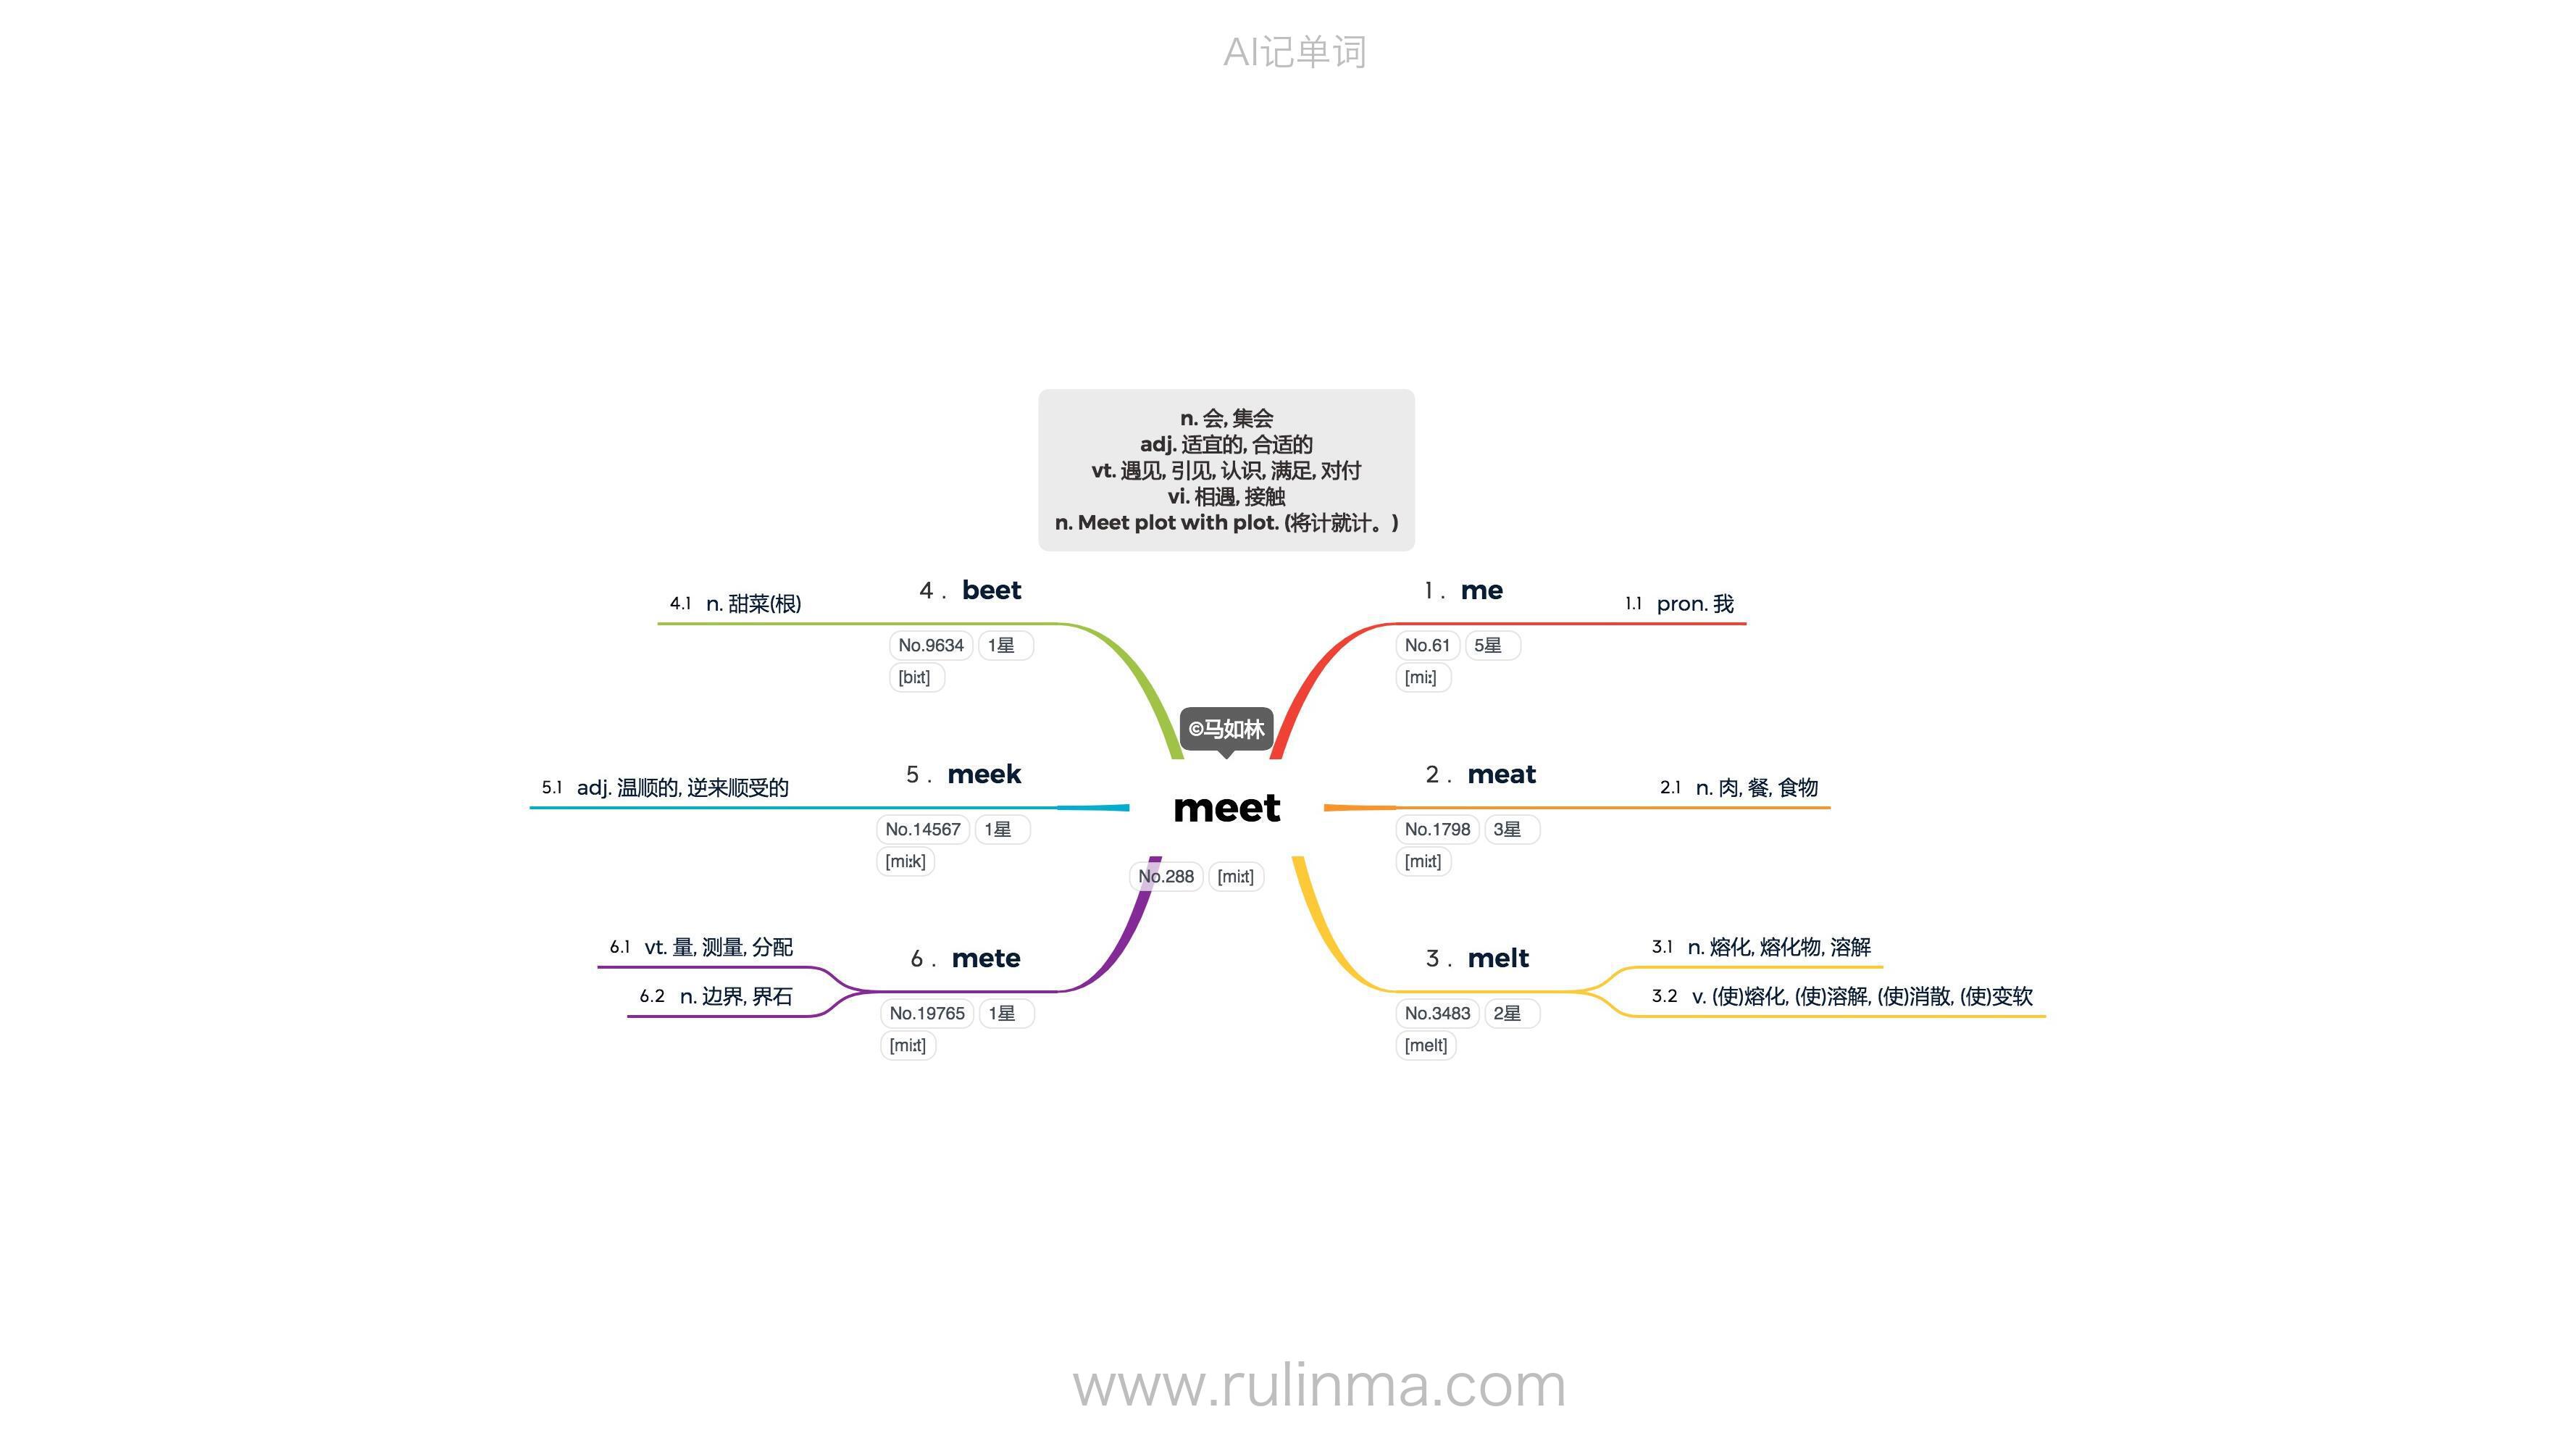 AI记单词
n. 会, 集会
adj. 适宜的, 合适的
vt. 遇见, 引见, 认识, 满足, 对付
vi. 相遇, 接触
n. Meet plot with plot. (将计就计。)
©马如林
meet
No.288 [miːt]
1. me
No.61 5星
[miː]
1.1 pron. 我
2. meat
No.1798 3星
[miːt]
2.1 n. 肉, 餐, 食物
3. melt
No.3483 2星
[melt]
3.1 n. 熔化, 熔化物, 溶解
3.2 v. (使)熔化, (使)溶解, (使)消散, (使)变软
4. beet
No.9634 1星
[biːt]
4.1 n. 甜菜(根)
5. meek
No.14567 1星
[miːk]
5.1 adj. 温顺的, 逆来顺受的
6. mete
No.19765 1星
[miːt]
6.1 vt. 量, 测量, 分配
6.2 n. 边界, 界石
www.rulinma.com